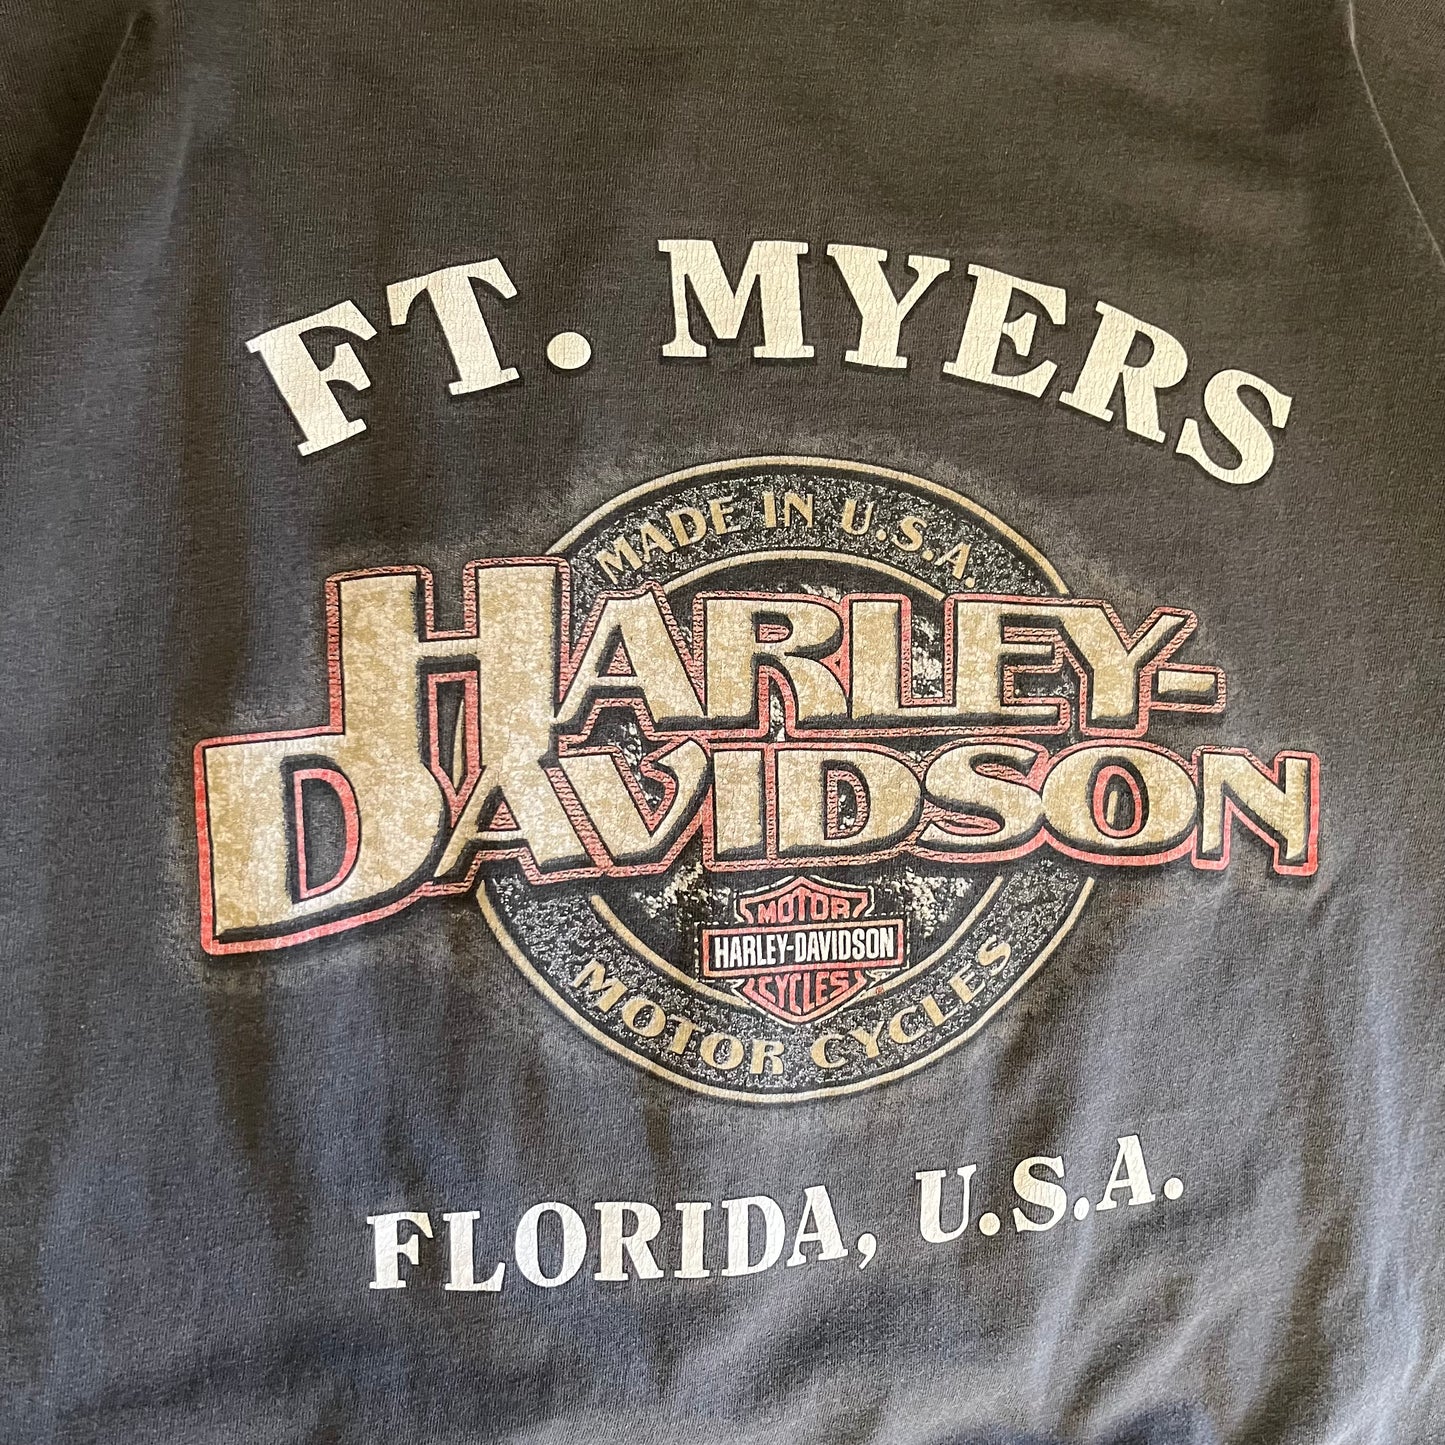 FT. MYERS
MADE IN U.S.A.
HARLEY-
DAVIDSON
MOTOR
HARLEY-DAVIDSON
CYCLES
MOTOR CYCLES
FLORIDA, U.S.A.